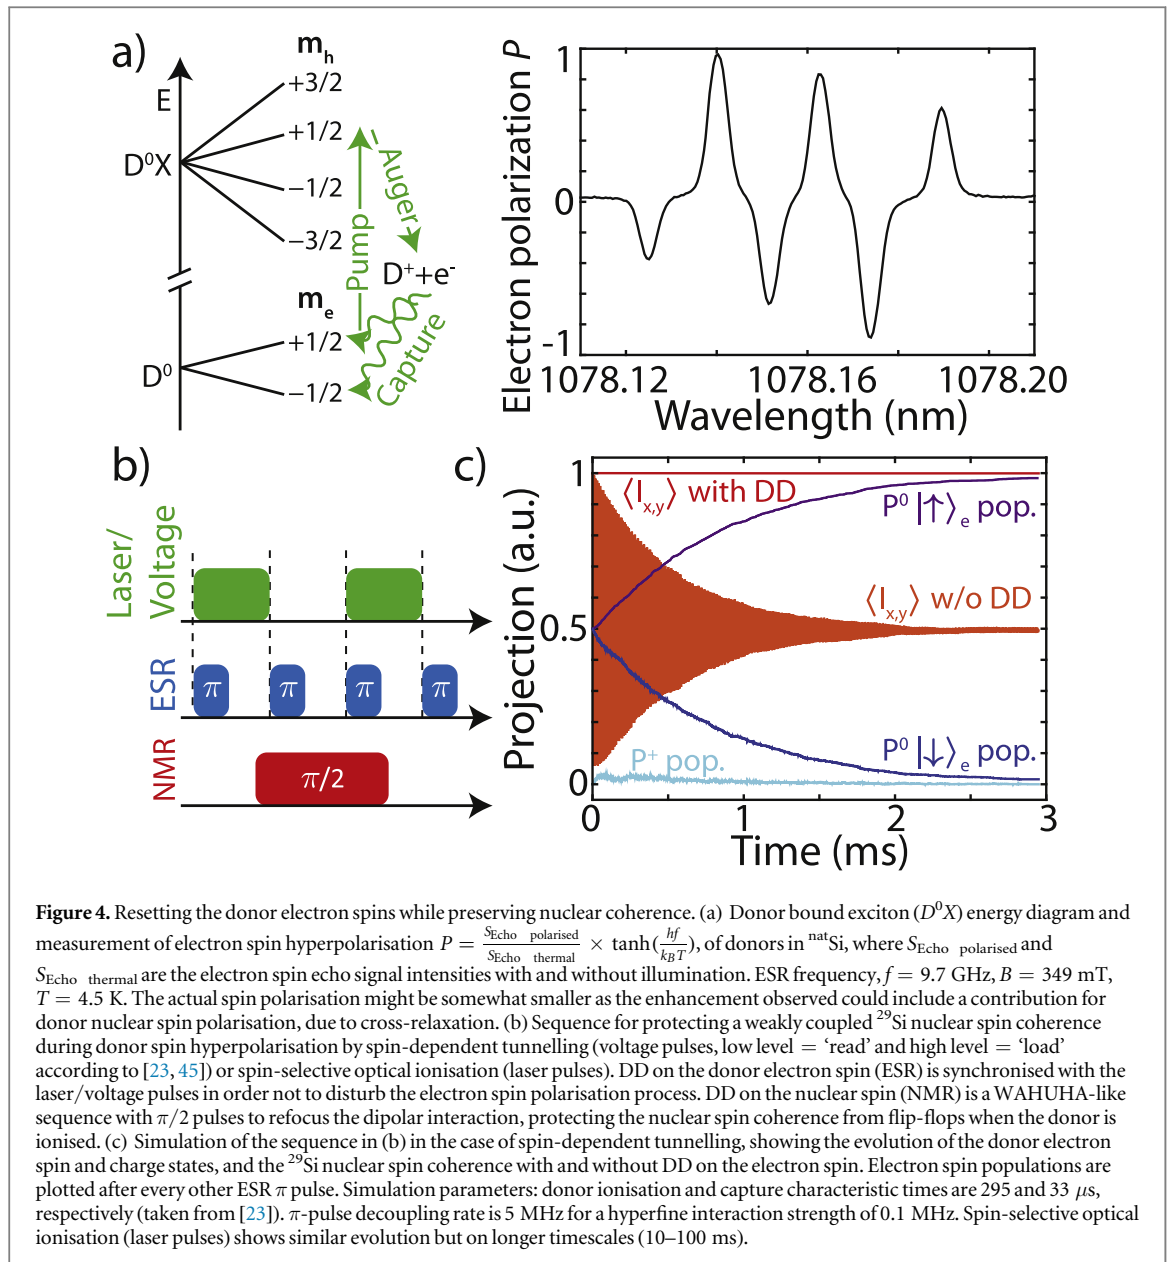 a)
E
D⁰X
D⁰
m_h
+3/2
+1/2
−1/2
−3/2
m_e
+1/2
−1/2
Pump
Auger
D⁺+e⁻
Capture
Electron polarization P
1
0
-1
1078.12
1078.16
1078.20
Wavelength (nm)
b)
Laser/
Voltage
ESR
π
π
π
π
NMR
π/2
c)
Projection (a.u.)
1
0.5
0
⟨I_x,y⟩ with DD
P⁰ |↑⟩_e pop.
⟨I_x,y⟩ w/o DD
P⁰ |↓⟩_e pop.
P⁺ pop.
0
1
2
3
Time (ms)
Figure 4. Resetting the donor electron spins while preserving nuclear coherence. (a) Donor bound exciton (D⁰X) energy diagram and
measurement of electron spin hyperpolarisation P = S_Echo polarised / S_Echo thermal × tanh(hf / k_BT), of donors in ⁿᵃᵗSi, where S_Echo polarised and
S_Echo thermal are the electron spin echo signal intensities with and without illumination. ESR frequency, f = 9.7 GHz, B = 349 mT,
T = 4.5 K. The actual spin polarisation might be somewhat smaller as the enhancement observed could include a contribution for
donor nuclear spin polarisation, due to cross-relaxation. (b) Sequence for protecting a weakly coupled ²⁹Si nuclear spin coherence
during donor spin hyperpolarisation by spin-dependent tunnelling (voltage pulses, low level = ‘read’ and high level = ‘load’
according to [23, 45]) or spin-selective optical ionisation (laser pulses). DD on the donor electron spin (ESR) is synchronised with the
laser/voltage pulses in order not to disturb the electron spin polarisation process. DD on the nuclear spin (NMR) is a WAHUHA-like
sequence with π/2 pulses to refocus the dipolar interaction, protecting the nuclear spin coherence from flip-flops when the donor is
ionised. (c) Simulation of the sequence in (b) in the case of spin-dependent tunnelling, showing the evolution of the donor electron
spin and charge states, and the ²⁹Si nuclear spin coherence with and without DD on the electron spin. Electron spin populations are
plotted after every other ESR π pulse. Simulation parameters: donor ionisation and capture characteristic times are 295 and 33 μs,
respectively (taken from [23]). π-pulse decoupling rate is 5 MHz for a hyperfine interaction strength of 0.1 MHz. Spin-selective optical
ionisation (laser pulses) shows similar evolution but on longer timescales (10–100 ms).